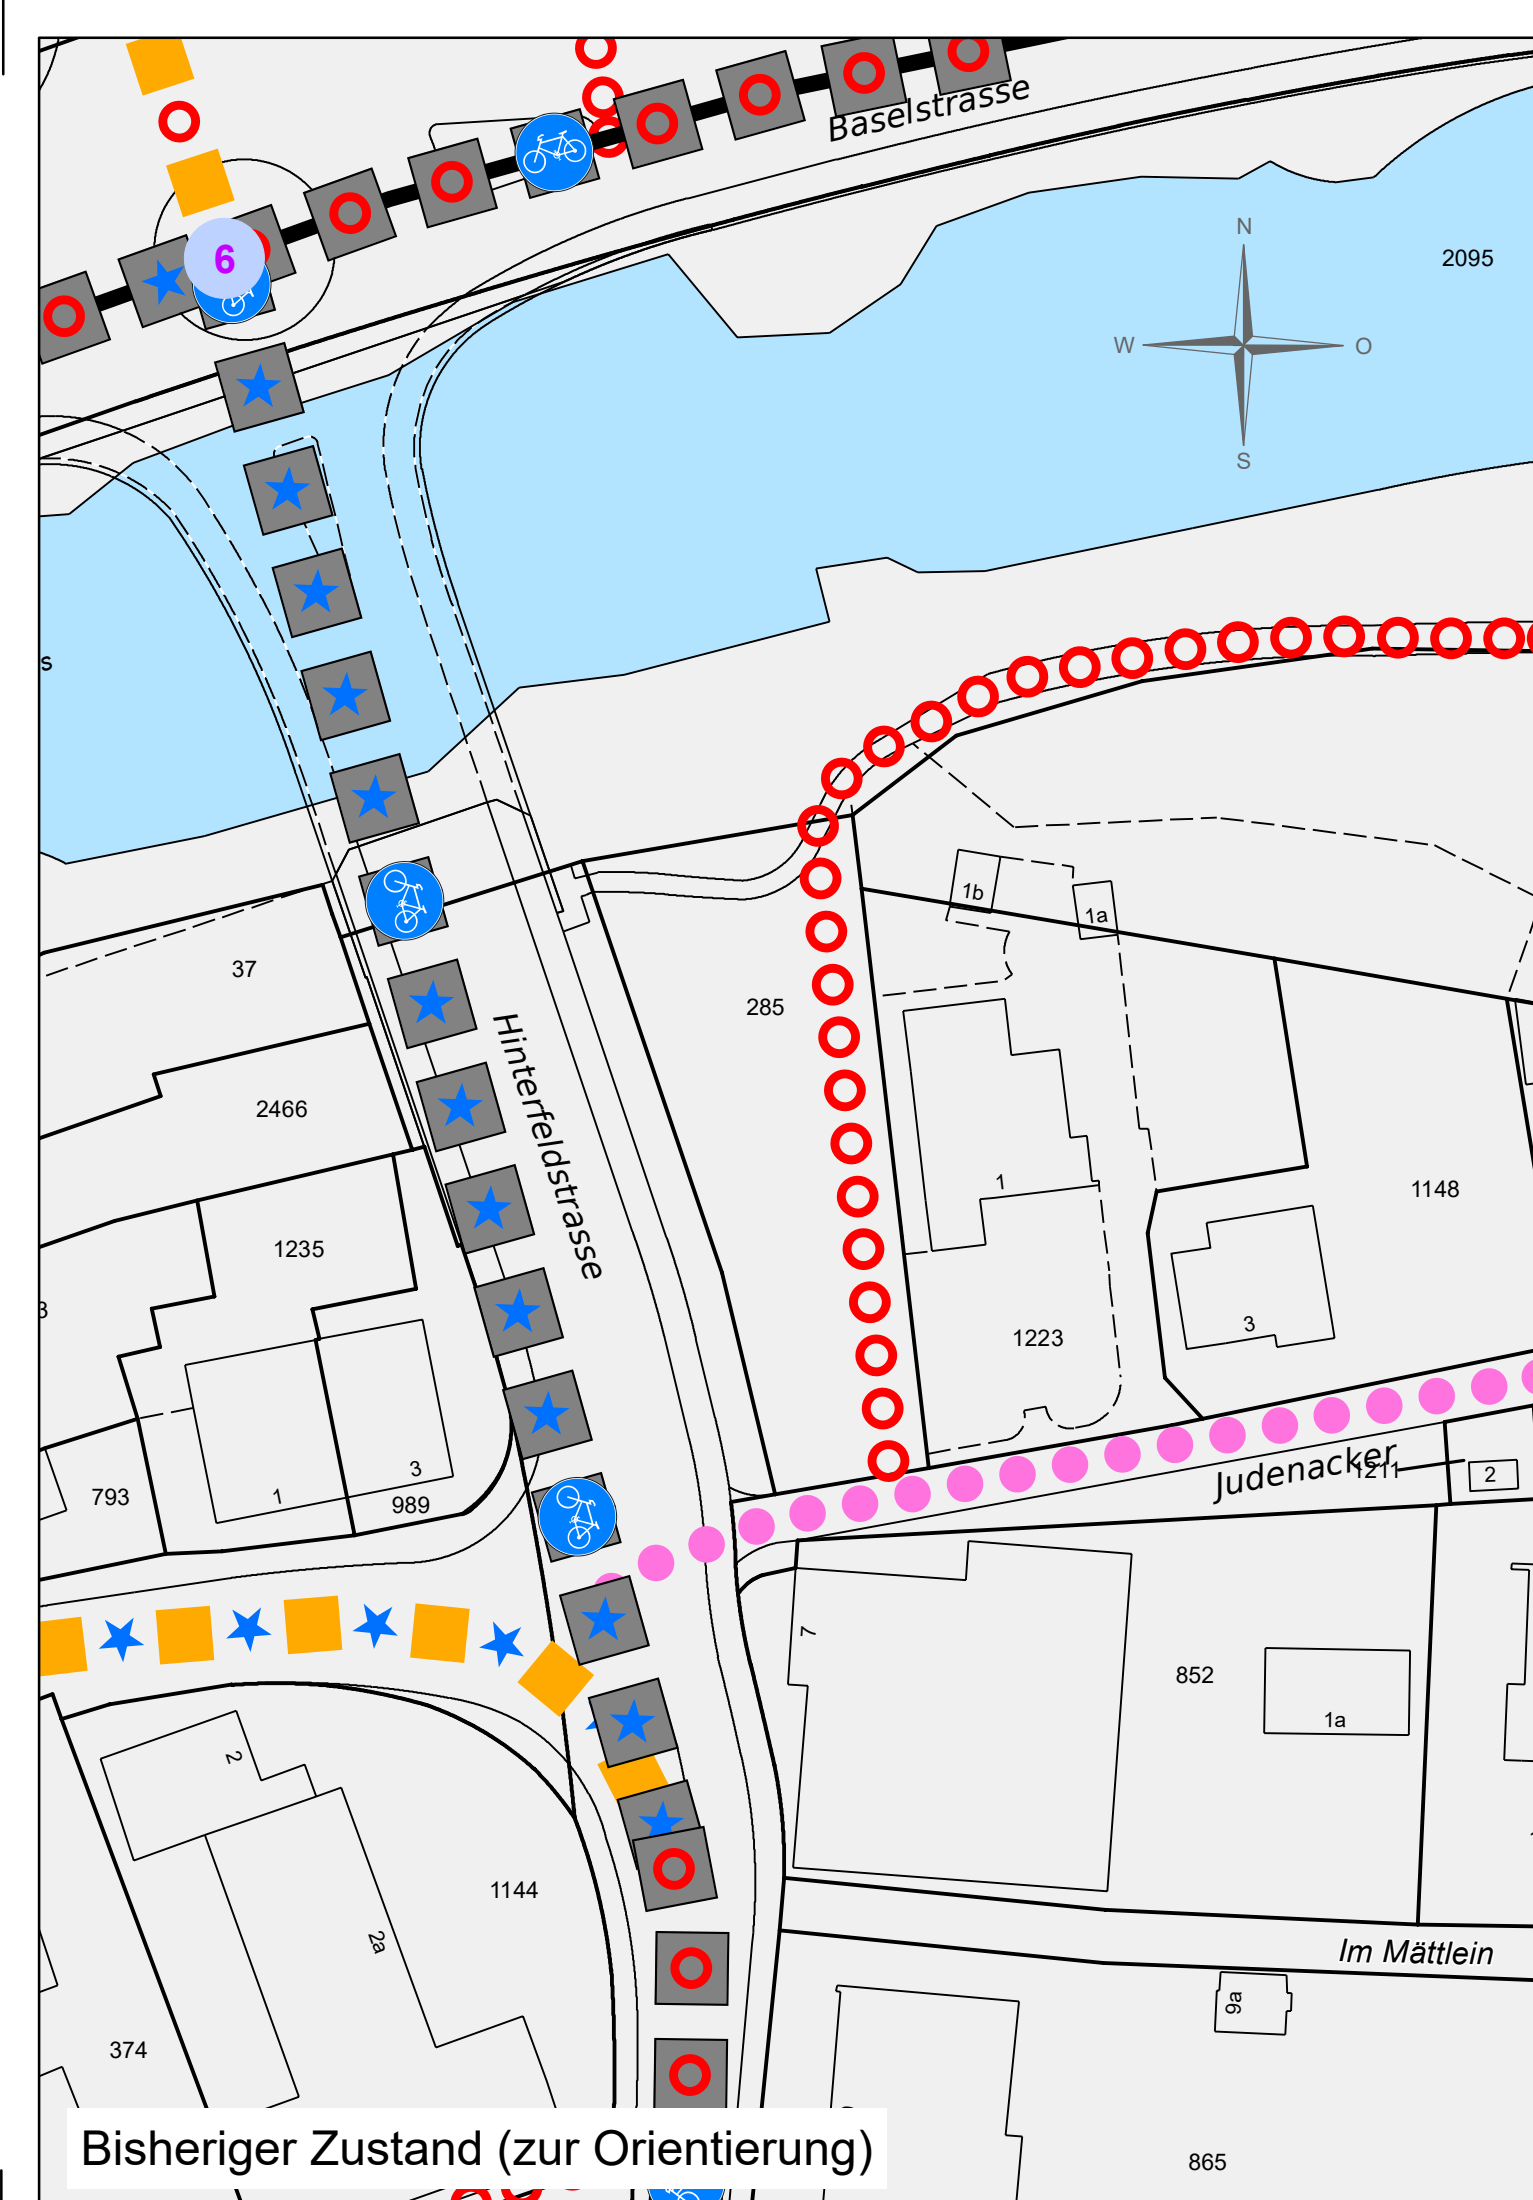 Baselstrasse
6
N
2095
W
O
S
s
1b
1a
37
285
Hinterfeldstrasse
2466
1
1148
1235
3
3
1223
3
1
793
989
Judenacker
1211
2
7
852
1a
2
1144
2a
Im Mättlein
9a
374
Bisheriger Zustand (zur Orientierung)
865